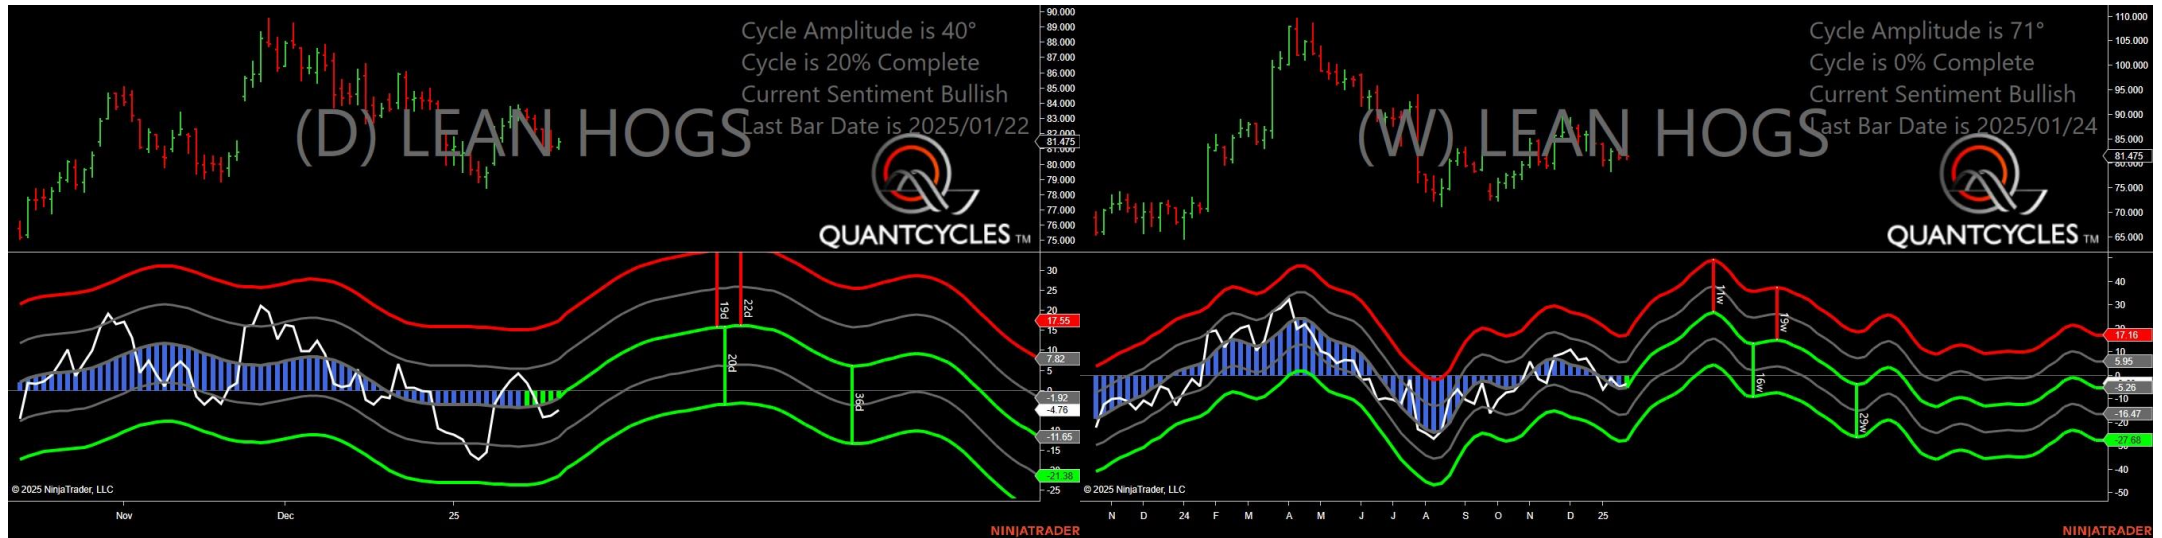 Cycle Amplitude is 40°
Cycle is 20% Complete
Current Sentiment Bullish
Last Bar Date is 2025/01/22
(D) LEAN HOGS
QUANTCYCLES TM
90.000
89.000
88.000
87.000
86.000
85.000
84.000
83.000
82.000
81.475
81.000
80.000
79.000
78.000
77.000
76.000
75.000
30
25
20
17.55
15
10
7.82
5
0
-1.92
-4.76
-11.65
-15
-21.38
-25
19d
22d
20d
36d
© 2025 NinjaTrader, LLC
Nov
Dec
25
NINJATRADER
Cycle Amplitude is 71°
Cycle is 0% Complete
Current Sentiment Bullish
Last Bar Date is 2025/01/24
(W) LEAN HOGS
QUANTCYCLES TM
110.000
105.000
100.000
95.000
90.000
85.000
81.475
80.000
75.000
70.000
65.000
40
30
20
17.16
10
5.95
0
-5.26
-10
-16.47
-20
-27.68
-40
-50
11w
19w
16w
29w
© 2025 NinjaTrader, LLC
N
D
24
F
M
A
M
J
J
A
S
O
N
D
25
NINJATRADER